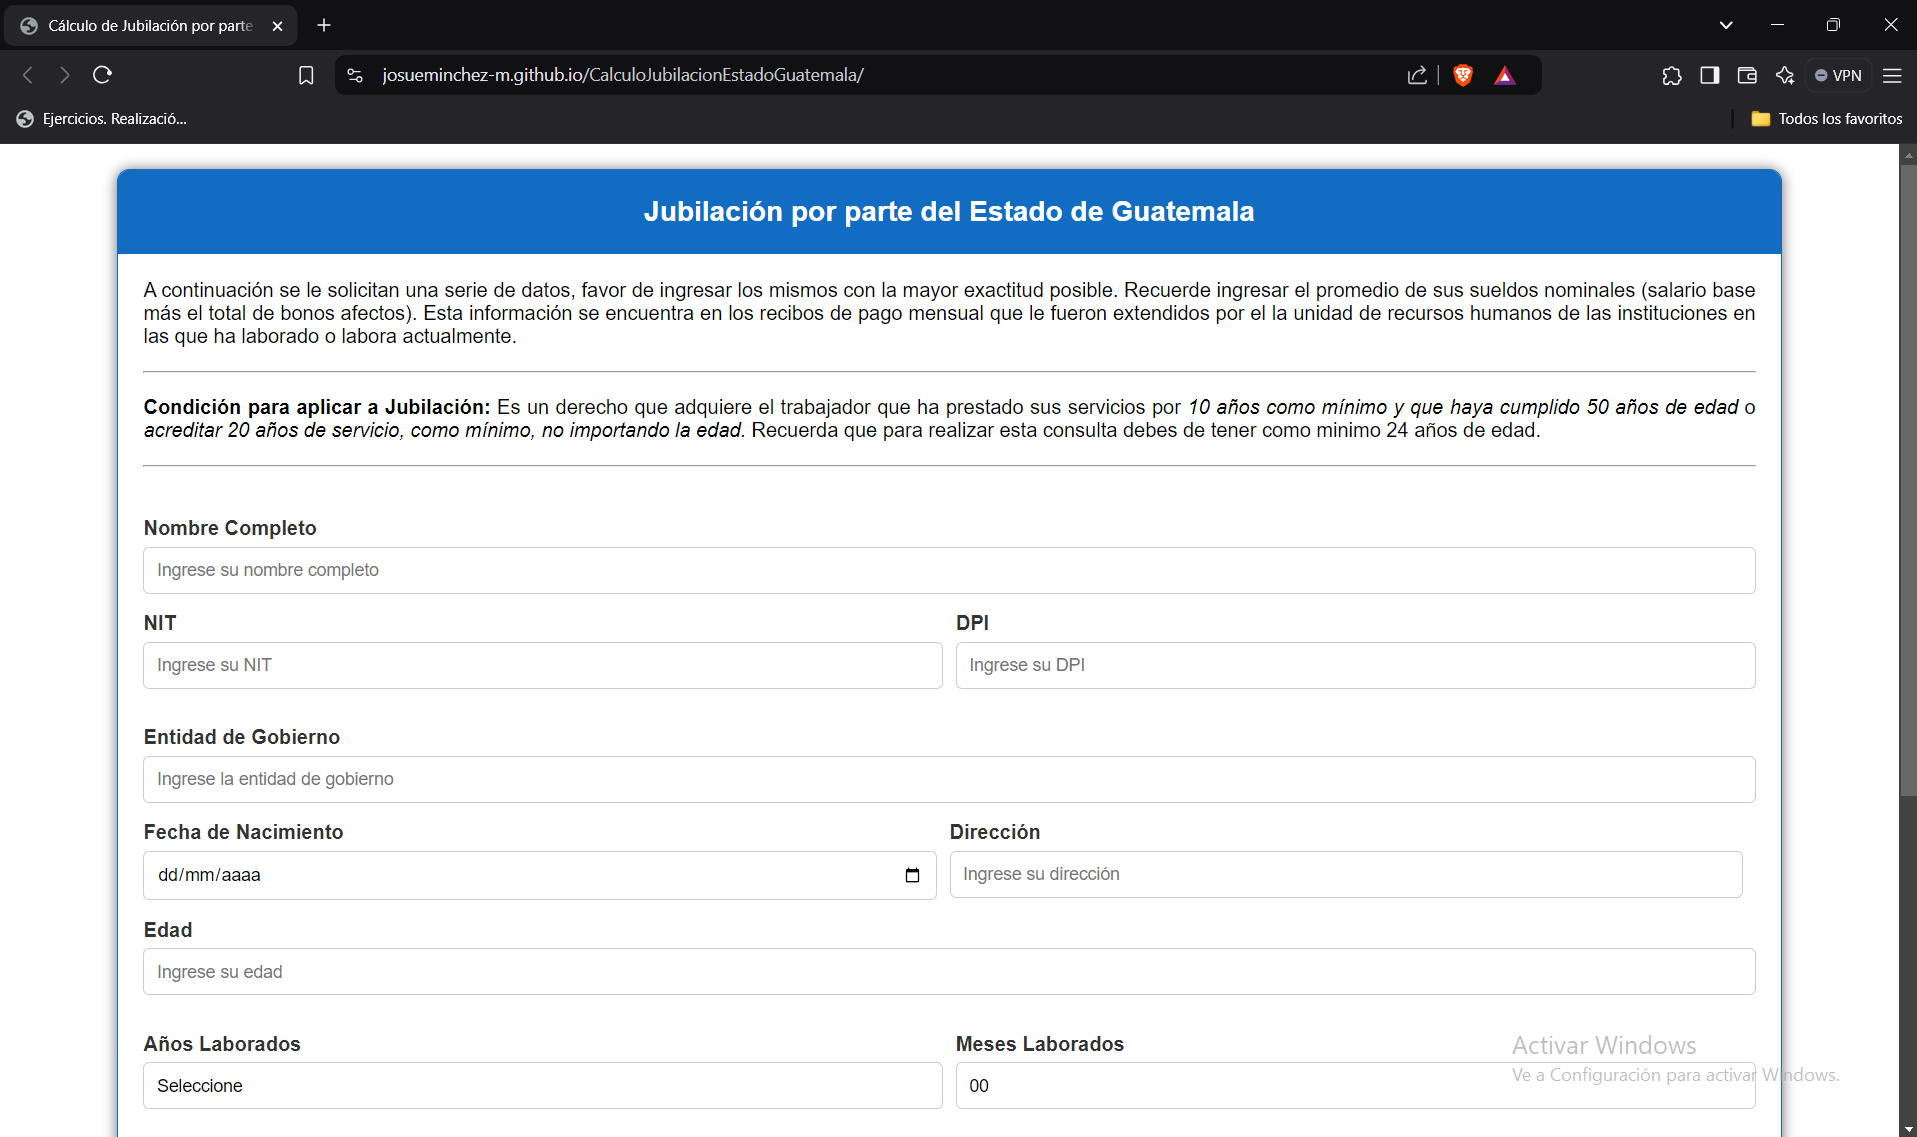 Cálculo de Jubilación por parte
josueminchez-m.github.io/CalculoJubilacionEstadoGuatemala/
VPN
Ejercicios. Realizació...
Todos los favoritos
Jubilación por parte del Estado de Guatemala
A continuación se le solicitan una serie de datos, favor de ingresar los mismos con la mayor exactitud posible. Recuerde ingresar el promedio de sus sueldos nominales (salario base
más el total de bonos afectos). Esta información se encuentra en los recibos de pago mensual que le fueron extendidos por el la unidad de recursos humanos de las instituciones en
las que ha laborado o labora actualmente.
Condición para aplicar a Jubilación: Es un derecho que adquiere el trabajador que ha prestado sus servicios por 10 años como mínimo y que haya cumplido 50 años de edad o
acreditar 20 años de servicio, como mínimo, no importando la edad. Recuerda que para realizar esta consulta debes de tener como minimo 24 años de edad.
Nombre Completo
Ingrese su nombre completo
NIT
DPI
Ingrese su NIT
Ingrese su DPI
Entidad de Gobierno
Ingrese la entidad de gobierno
Fecha de Nacimiento
Dirección
dd/mm/aaaa
Ingrese su dirección
Edad
Ingrese su edad
Años Laborados
Meses Laborados
Seleccione
00
Activar Windows
Ve a Configuración para activar Windows.